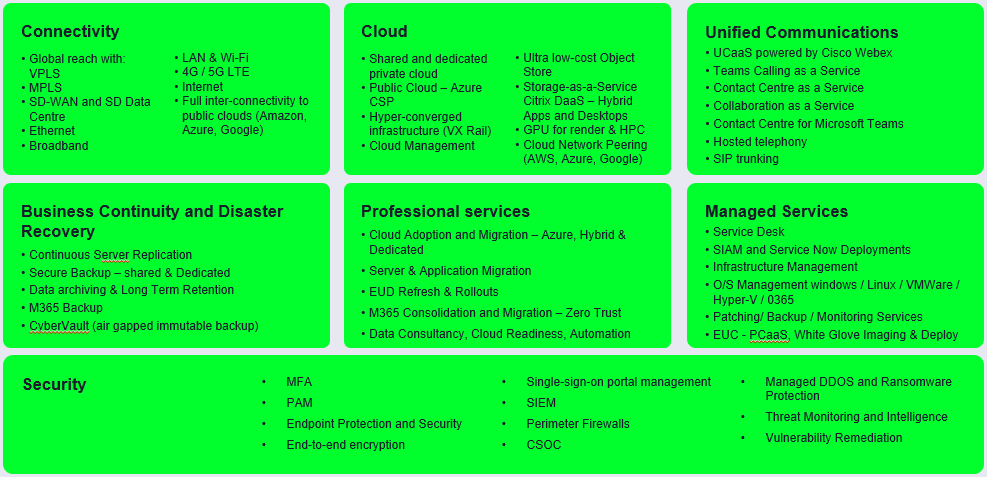 Connectivity
• Global reach with:
VPLS
• MPLS
• SD-WAN and SD Data
Centre
• Ethernet
• Broadband
• LAN & Wi-Fi
• 4G / 5G LTE
• Internet
• Full inter-connectivity to
public clouds (Amazon,
Azure, Google)
Cloud
• Shared and dedicated
private cloud
• Public Cloud – Azure
CSP
• Hyper-converged
infrastructure (VX Rail)
• Cloud Management
• Ultra low-cost Object
Store
• Storage-as-a-Service
Citrix DaaS – Hybrid
Apps and Desktops
• GPU for render & HPC
• Cloud Network Peering
(AWS, Azure, Google)
Unified Communications
• UCaaS powered by Cisco Webex
• Teams Calling as a Service
• Contact Centre as a Service
• Collaboration as a Service
• Contact Centre for Microsoft Teams
• Hosted telephony
• SIP trunking
Business Continuity and Disaster
Recovery
• Continuous Server Replication
• Secure Backup – shared & Dedicated
• Data archiving & Long Term Retention
• M365 Backup
• CyberVault (air gapped immutable backup)
Professional services
• Cloud Adoption and Migration – Azure, Hybrid &
Dedicated
• Server & Application Migration
• EUD Refresh & Rollouts
• M365 Consolidation and Migration – Zero Trust
• Data Consultancy, Cloud Readiness, Automation
Managed Services
• Service Desk
• SIAM and Service Now Deployments
• Infrastructure Management
• O/S Management windows / Linux / VMWare /
Hyper-V / 0365
• Patching/ Backup / Monitoring Services
• EUC - PCaaS, White Glove Imaging & Deploy
Security
• MFA
• PAM
• Endpoint Protection and Security
• End-to-end encryption
• Single-sign-on portal management
• SIEM
• Perimeter Firewalls
• CSOC
• Managed DDOS and Ransomware
Protection
• Threat Monitoring and Intelligence
• Vulnerability Remediation